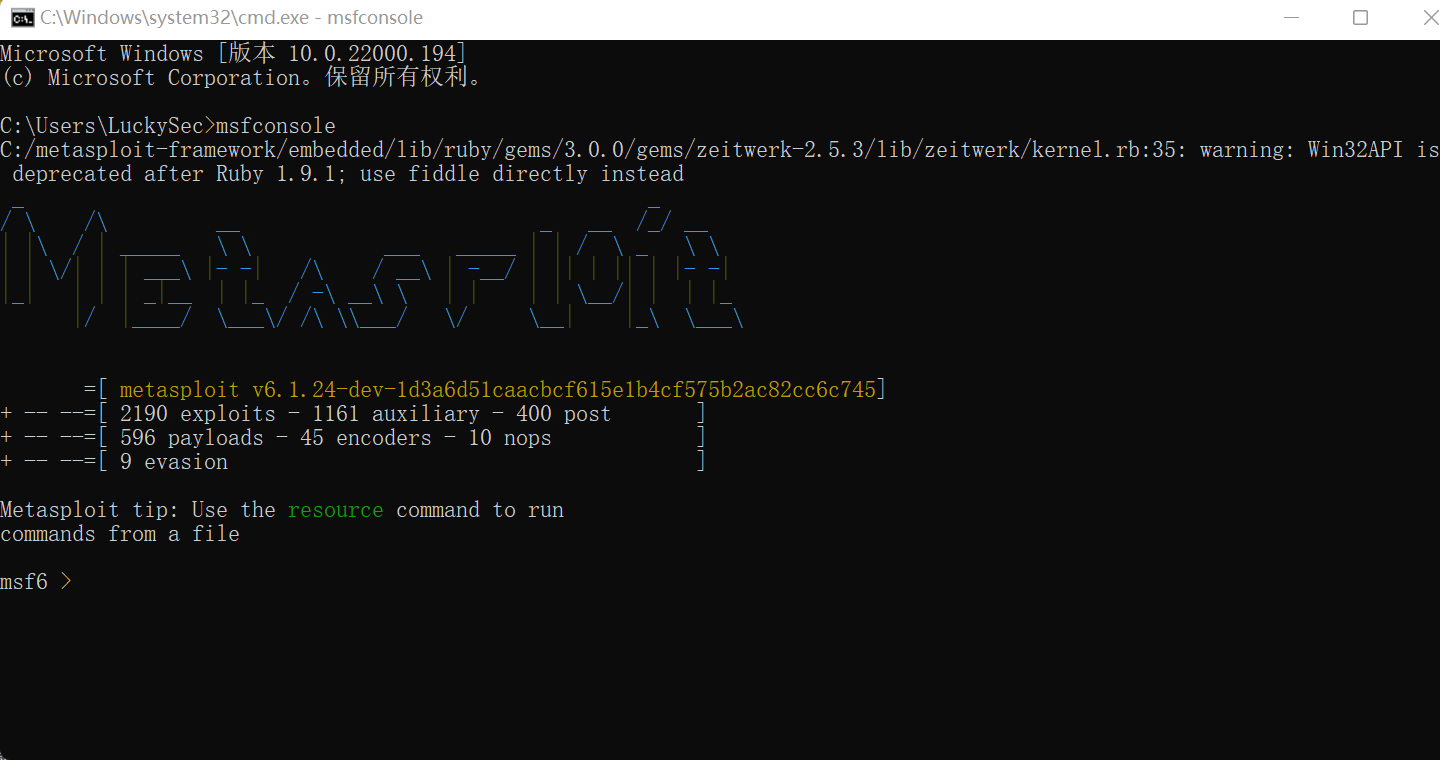 C:\Windows\system32\cmd.exe - msfconsole
Microsoft Windows [版本 10.0.22000.194]
(c) Microsoft Corporation。保留所有权利。
C:\Users\LuckySec>msfconsole
C:/metasploit-framework/embedded/lib/ruby/gems/3.0.0/gems/zeitwerk-2.5.3/lib/zeitwerk/kernel.rb:35: warning: Win32API is
deprecated after Ruby 1.9.1; use fiddle directly instead
Metasploit
=[ metasploit v6.1.24-dev-1d3a6d51caacbcf615e1b4cf575b2ac82cc6c745]
+ -- --=[ 2190 exploits - 1161 auxiliary - 400 post ]
+ -- --=[ 596 payloads - 45 encoders - 10 nops ]
+ -- --=[ 9 evasion ]
Metasploit tip: Use the resource command to run
commands from a file
msf6 >